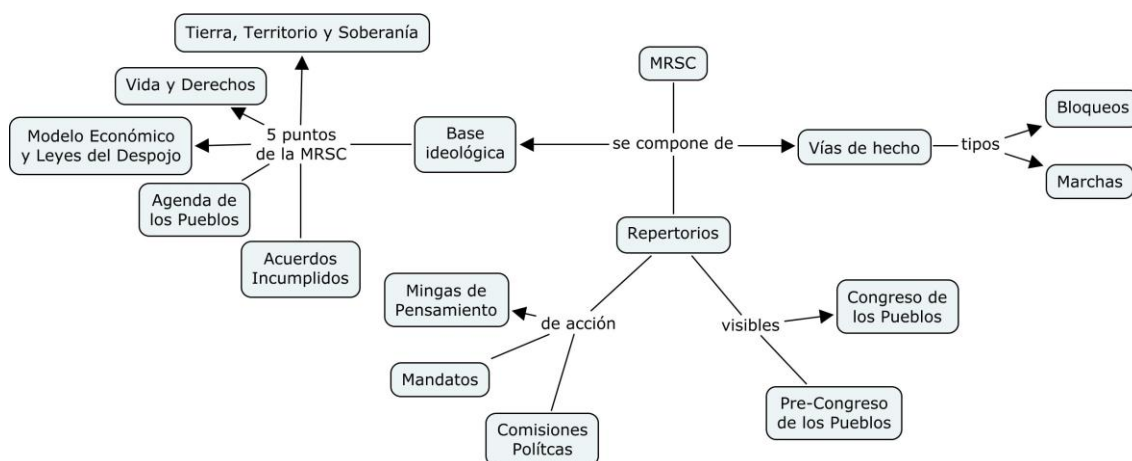 Tierra, Territorio y Soberanía
MRSC
Vida y Derechos
Bloqueos
Modelo Económico
y Leyes del Despojo
5 puntos
de la MRSC
Base
ideológica
se compone de
Vías de hecho
tipos
Marchas
Agenda de
los Pueblos
Repertorios
Acuerdos
Incumplidos
Mingas de
Pensamiento
Congreso de
los Pueblos
de acción
visibles
Mandatos
Pre-Congreso
de los Pueblos
Comisiones
Polítcas